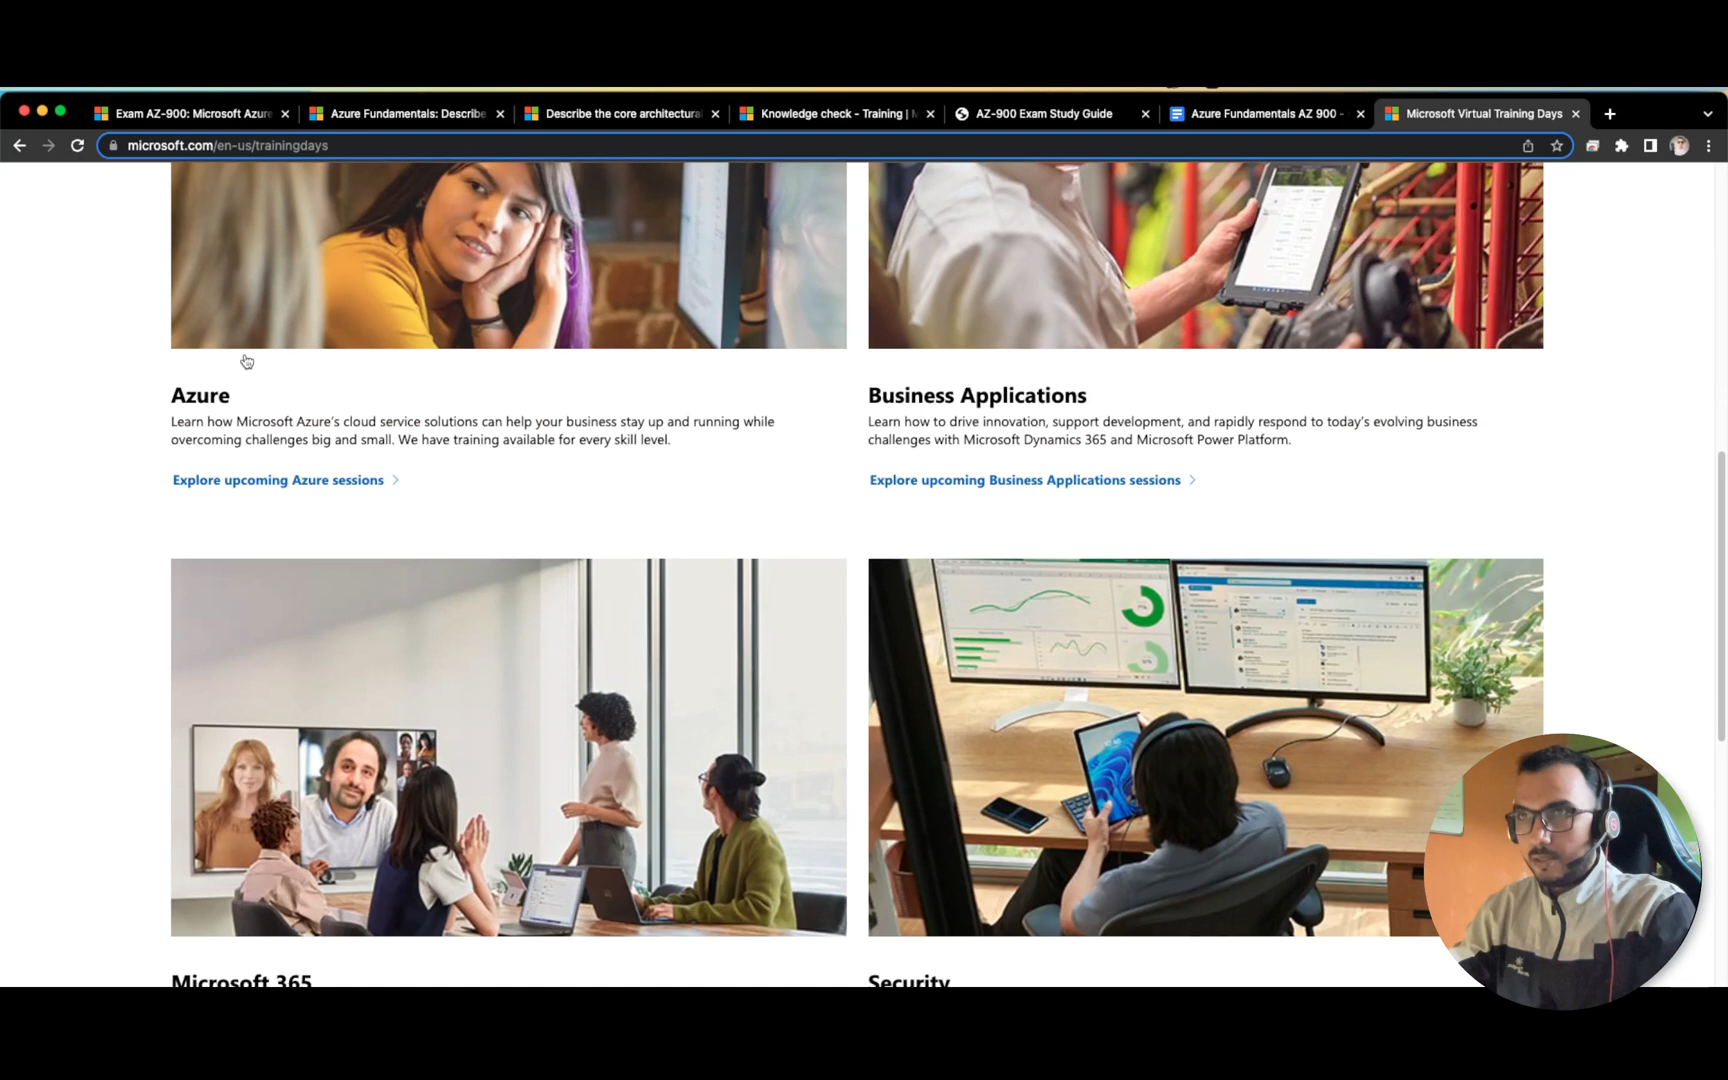 Exam AZ-900: Microsoft Azure
Azure Fundamentals: Describe
Describe the core architectural
Knowledge check - Training | M
AZ-900 Exam Study Guide
Azure Fundamentals AZ 900 -
Microsoft Virtual Training Days
microsoft.com/en-us/trainingdays
Azure
Learn how Microsoft Azure's cloud service solutions can help your business stay up and running while
overcoming challenges big and small. We have training available for every skill level.
Explore upcoming Azure sessions
Business Applications
Learn how to drive innovation, support development, and rapidly respond to today's evolving business
challenges with Microsoft Dynamics 365 and Microsoft Power Platform.
Explore upcoming Business Applications sessions
Microsoft 365
Security